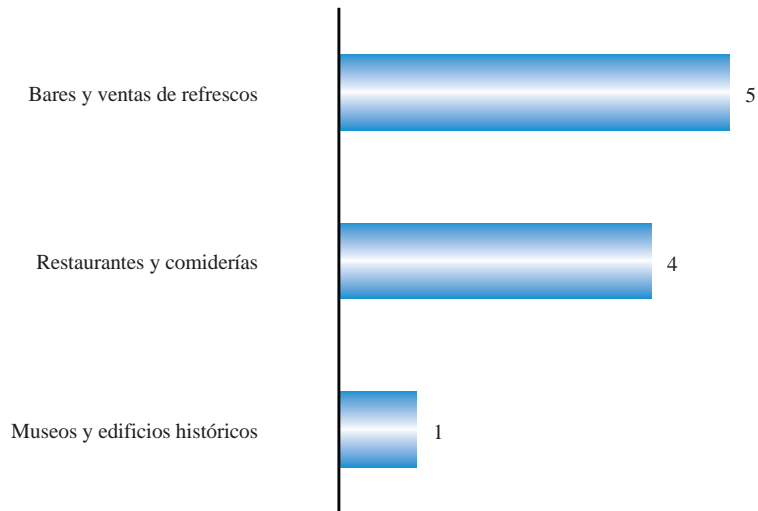 Bares y ventas de refrescos
5
Restaurantes y comiderías
4
Museos y edificios históricos
1